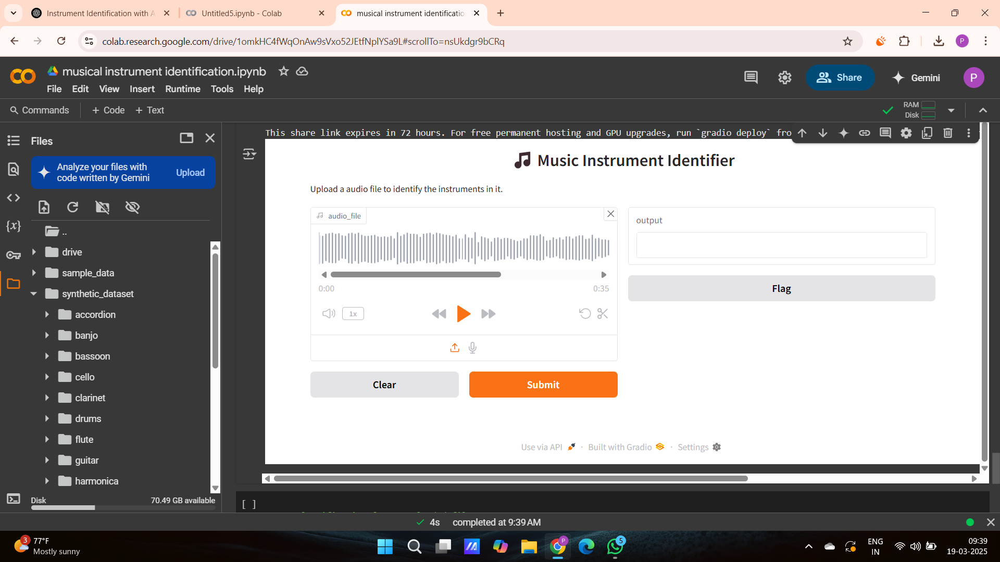 Instrument Identification with A
Untitled5.ipynb - Colab
musical instrument identificatio
colab.research.google.com/drive/1omkHC4fWqOnAw9sVxo52JEtfNplYSa9L#scrollTo=nsUkdgr9bCRq
P
musical instrument identification.ipynb
File Edit View Insert Runtime Tools Help
Share
Gemini
P
Commands
+ Code
+ Text
RAM
Disk
Files
Analyze your files with
code written by Gemini
Upload
{x}
..
drive
sample_data
synthetic_dataset
accordion
banjo
bassoon
cello
clarinet
drums
flute
guitar
harmonica
Disk
70.49 GB available
This share link expires in 72 hours. For free permanent hosting and GPU upgrades, run `gradio deploy` fro
Music Instrument Identifier
Upload a audio file to identify the instruments in it.
audio_file
0:00
0:35
1x
Clear
Submit
output
Flag
Use via API · Built with Gradio · Settings
[ ]
4s completed at 9:39 AM
3
77°F
Mostly sunny
P
5
ENG
IN
09:39
19-03-2025